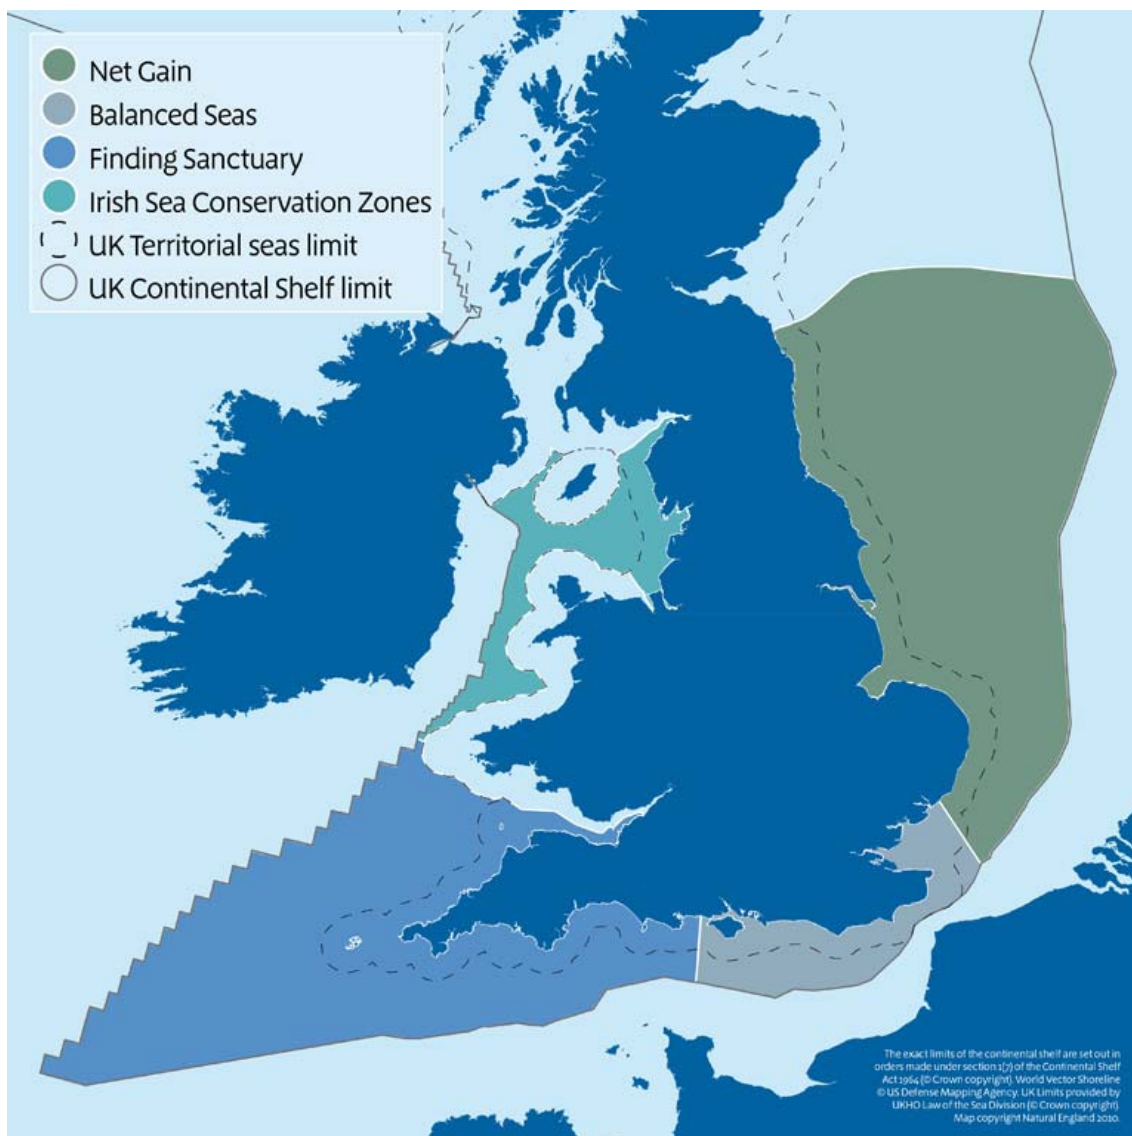 Net Gain
Balanced Seas
Finding Sanctuary
Irish Sea Conservation Zones
UK Territorial seas limit
UK Continental Shelf limit
The exact limits of the continental shelf are set out in
orders made under section 1(7) of the Continental Shelf
Act 1964 (© Crown copyright). World Vector Shoreline
© US Defense Mapping Agency. UK Limits provided by
UKHO Law of the Sea Division (© Crown copyright).
Map copyright Natural England 2010.